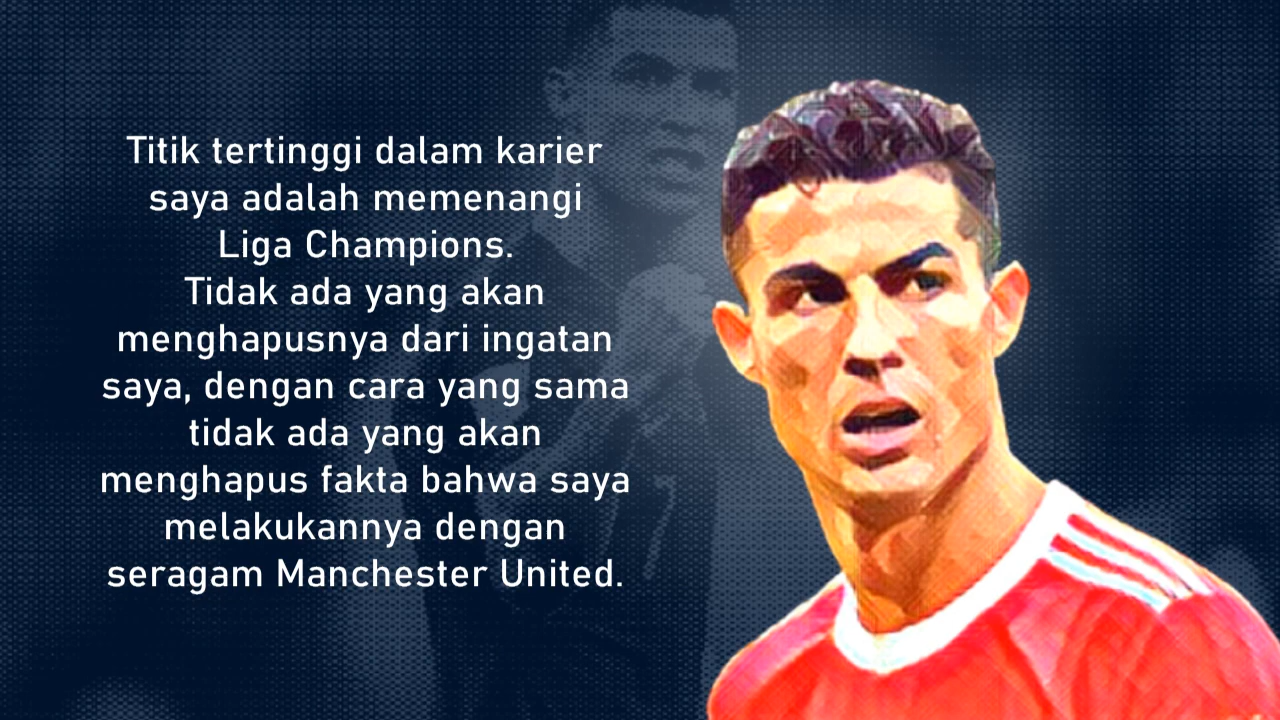 Titik tertinggi dalam karier
saya adalah memenangi
Liga Champions.
Tidak ada yang akan
menghapusnya dari ingatan
saya, dengan cara yang sama
tidak ada yang akan
menghapus fakta bahwa saya
melakukannya dengan
seragam Manchester United.